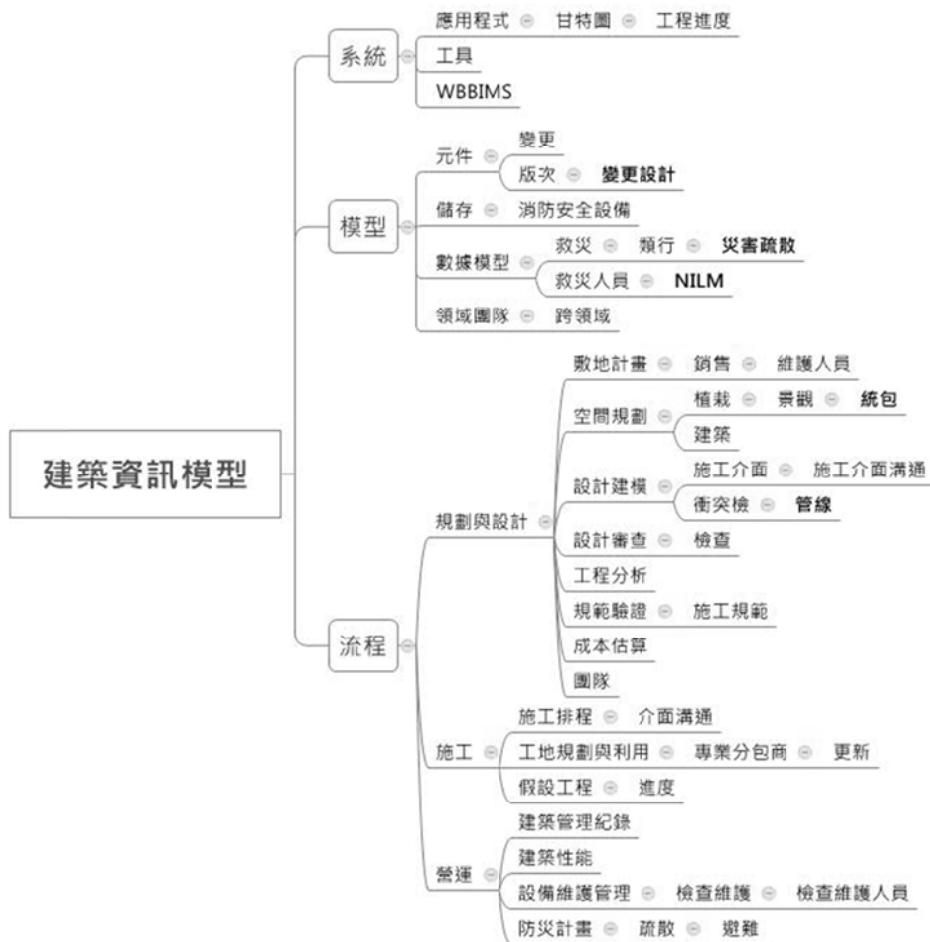 應用程式 甘特圖 工程進度
系統 工具
WBBIMS
變更
元件 版次 變更設計
模型 儲存 消防安全設備
救災 類行 災害疏散
數據模型
救災人員 NILM
領域團隊 跨領域
敷地計畫 銷售 維護人員
植栽 景觀 統包
空間規劃
建築
建築資訊模型
施工介面 施工介面溝通
設計建模
衝突檢 管線
規劃與設計
設計審查 檢查
工程分析
規範驗證 施工規範
流程 成本估算
團隊
施工排程 介面溝通
施工 工地規劃與利用 專業分包商 更新
假設工程 進度
建築管理紀錄
建築性能
營運
設備維護管理 檢查維護 檢查維護人員
防災計畫 疏散 避難